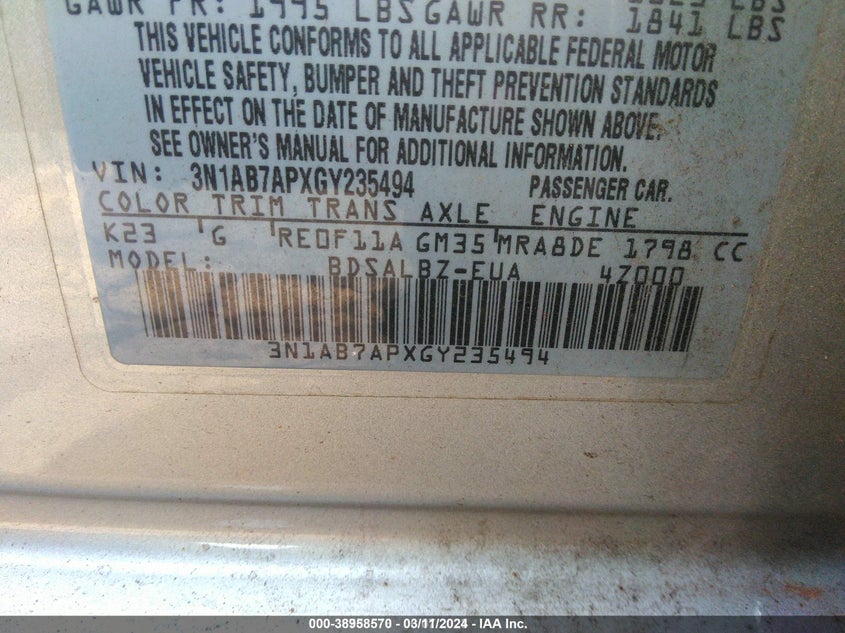 GAWR FR: 1995 LBS GAWR RR: 1841 LBS
THIS VEHICLE CONFORMS TO ALL APPLICABLE FEDERAL MOTOR
VEHICLE SAFETY, BUMPER AND THEFT PREVENTION STANDARDS
IN EFFECT ON THE DATE OF MANUFACTURE SHOWN ABOVE.
SEE OWNER'S MANUAL FOR ADDITIONAL INFORMATION.
VIN: 3N1AB7APXGY235494 PASSENGER CAR.
COLOR TRIM TRANS AXLE ENGINE
K23 G RE0F11A GM35 MRA8DE 1798 CC
MODEL: BDSALBZ-EUA 4Z000
3N1AB7APXGY235494
000-38958570 — 03/11/2024 — IAA Inc.